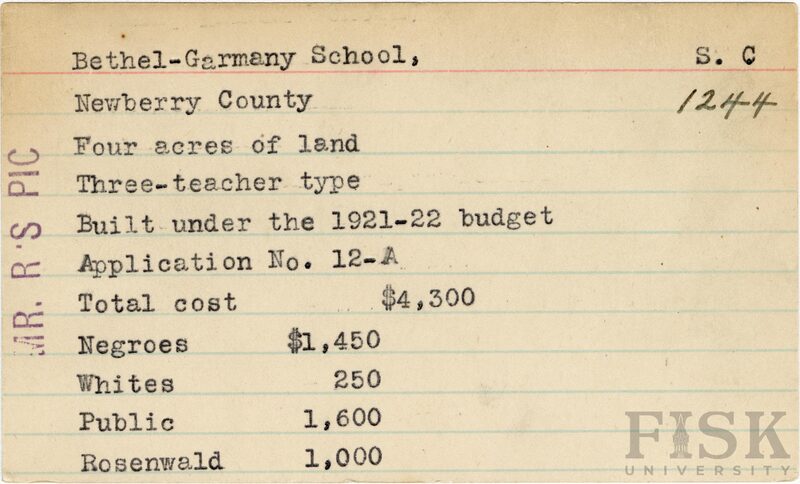 Bethel-Garmany School, S. C
1244
Newberry County
Four acres of land
Three-teacher type
Built under the 1921-22 budget
Application No. 12-A
Total cost $4,300
Negroes $1,450
Whites 250
Public 1,600
Rosenwald 1,000
MR. R'S PIC
FISK
UNIVERSITY